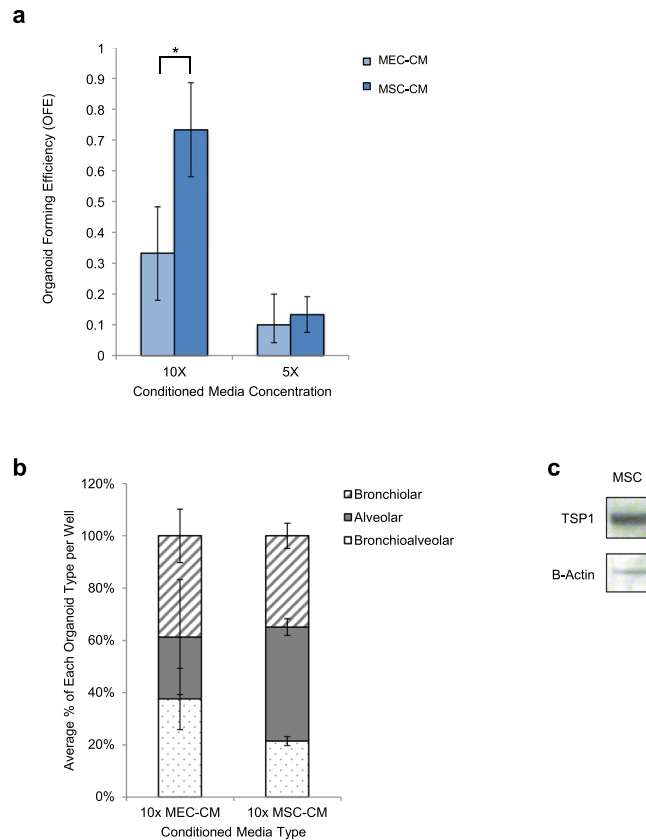 a
*
1
0.9
0.8
0.7
0.6
0.5
0.4
0.3
0.2
0.1
0
Organoid Forming Efficiency (OFE)
10X 5X
Conditioned Media Concentration
MEC-CM
MSC-CM
b
120%
100%
80%
60%
40%
20%
0%
Average % of Each Organoid Type per Well
10x MEC-CM 10x MSC-CM
Conditioned Media Type
Bronchiolar
Alveolar
Bronchioalveolar
c
MSC
TSP1
B-Actin